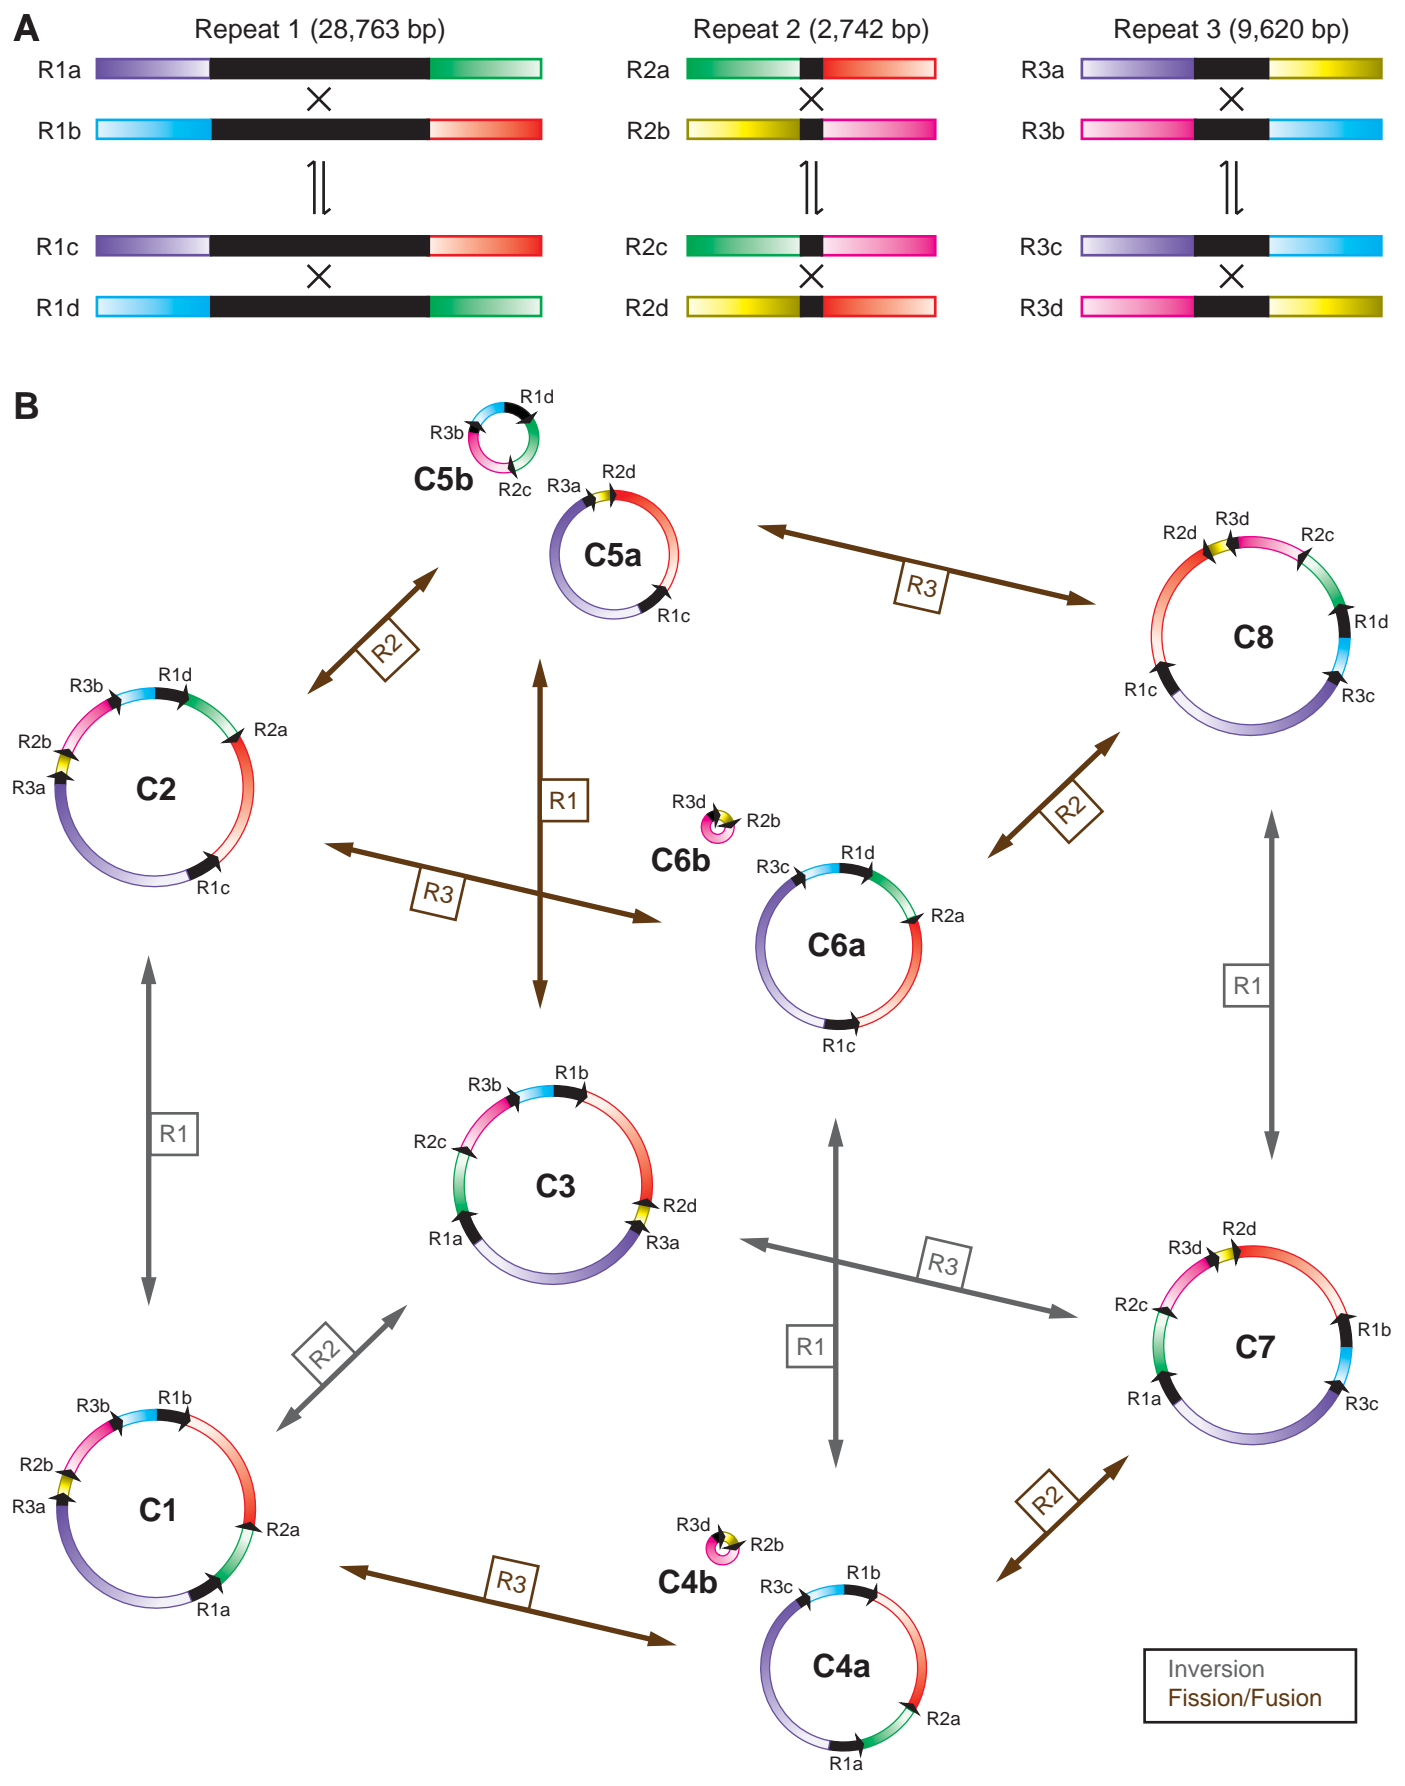 A
Repeat 1 (28,763 bp)
Repeat 2 (2,742 bp)
Repeat 3 (9,620 bp)
R1a
R2a
R3a
R1b
R2b
R3b
R1c
R2c
R3c
R1d
R2d
R3d
B
R1d
R3b
C5b
R2c
R3a
R2d
C5a
R1c
R3
R2d
R3d
R2c
R1d
C8
R1c
R3c
R2
R3b
R1d
R2a
R2b
R3a
C2
R1c
R1
R3
R3d
R2b
C6b
R3c
R1d
R2a
C6a
R1c
R2
R1
R1
R3b
R1b
R2c
C3
R2d
R3a
R1a
R3
R1
R2d
R3d
R2c
R1b
C7
R1a
R3c
R2
R3b
R1b
R2b
R3a
C1
R2a
R1a
R3
R3d
R2b
C4b
R3c
R1b
C4a
R2a
R1a
R2
Inversion
Fission/Fusion